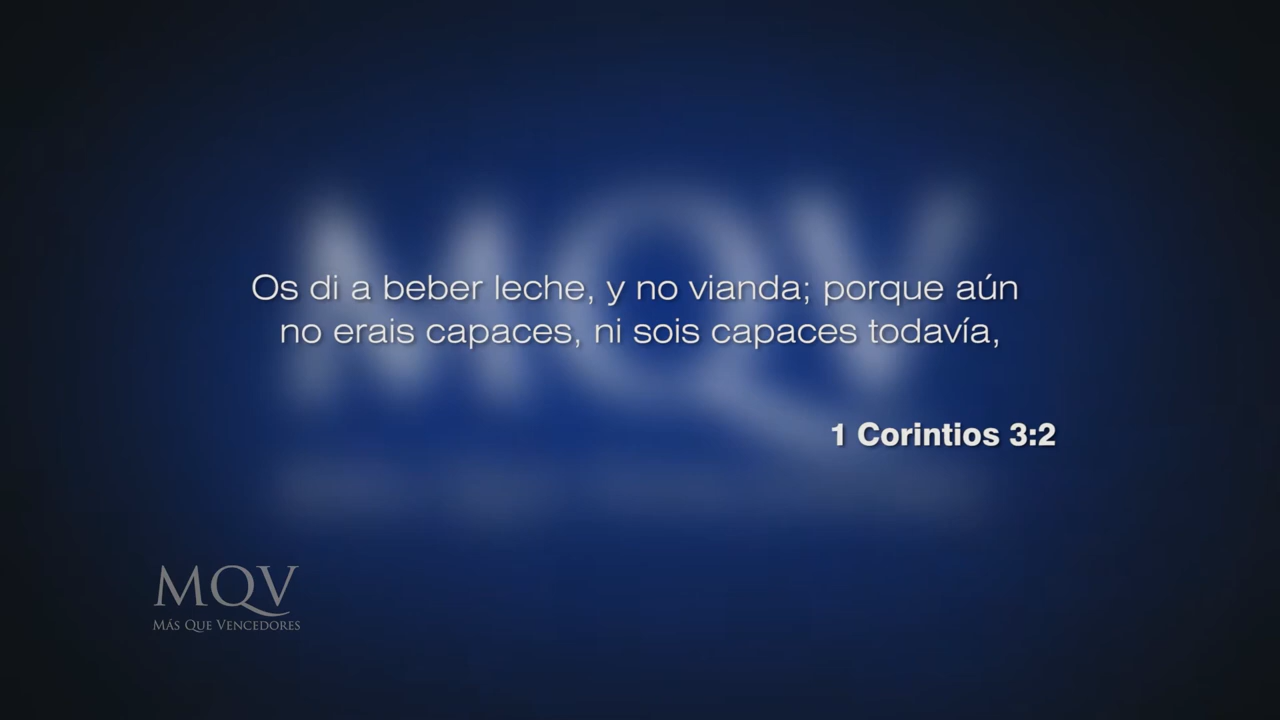 Os di a beber leche, y no vianda; porque aún
no erais capaces, ni sois capaces todavía,
1 Corintios 3:2
MQV
MQV
MÁS QUE VENCEDORES